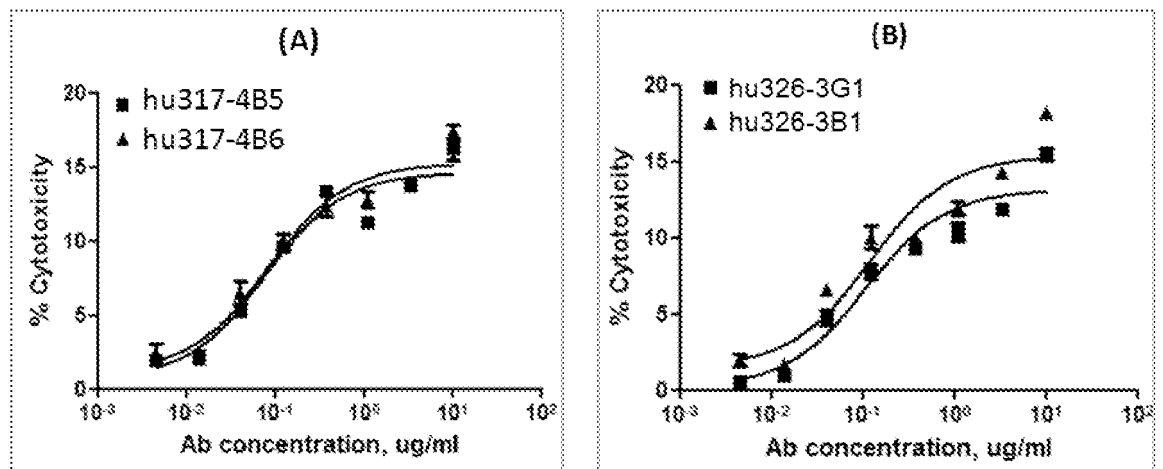 (A)
hu317-4B5
hu317-4B6
% Cytotoxicity
20
15
10
5
0
10-3 10-2 10-1 100 101 102
Ab concentration, ug/ml
(B)
hu326-3G1
hu326-3B1
% Cytotoxicity
20
15
10
5
0
10-3 10-2 10-1 100 101 102
Ab concentration, ug/ml